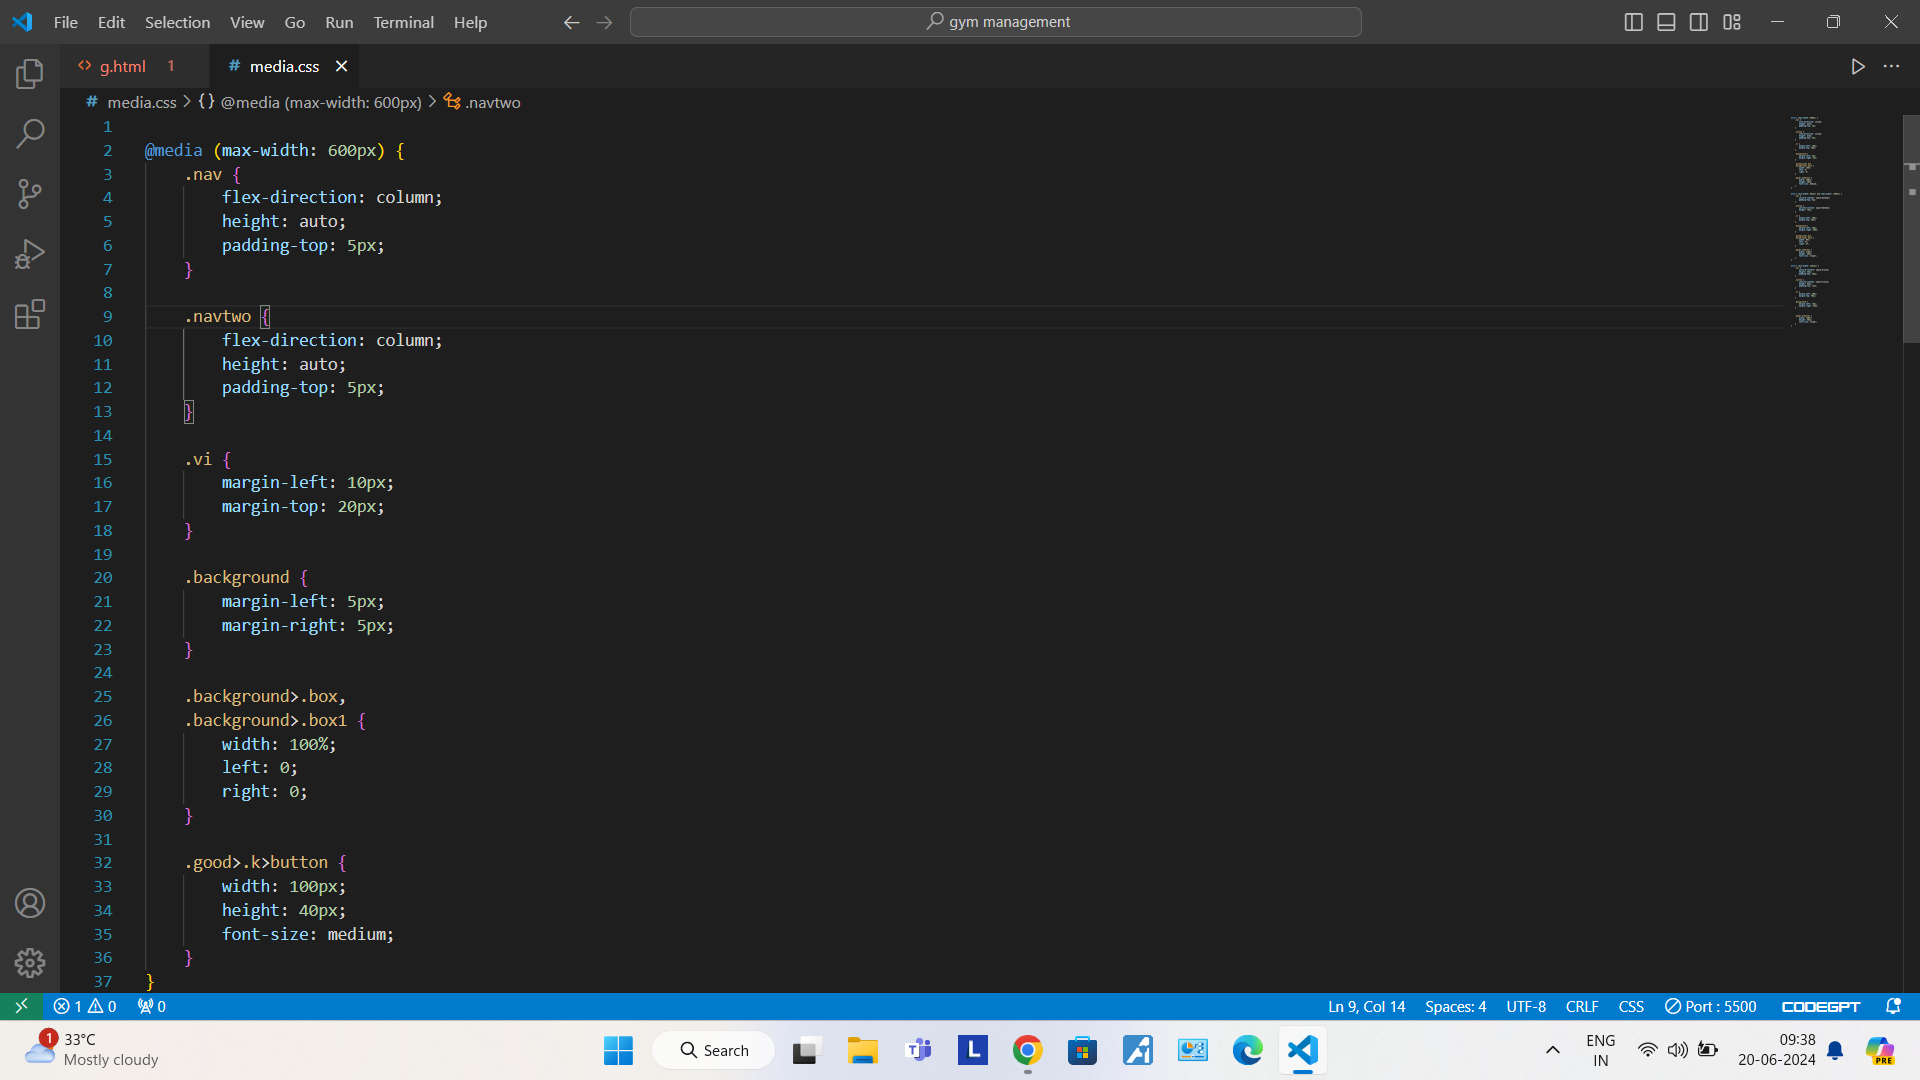 File Edit Selection View Go Run Terminal Help
gym management
g.html 1
# media.css
# media.css > {} @media (max-width: 600px) > .navtwo
1
2 @media (max-width: 600px) {
3 .nav {
4 flex-direction: column;
5 height: auto;
6 padding-top: 5px;
7 }
8
9 .navtwo {
10 flex-direction: column;
11 height: auto;
12 padding-top: 5px;
13 }
14
15 .vi {
16 margin-left: 10px;
17 margin-top: 20px;
18 }
19
20 .background {
21 margin-left: 5px;
22 margin-right: 5px;
23 }
24
25 .background>.box,
26 .background>.box1 {
27 width: 100%;
28 left: 0;
29 right: 0;
30 }
31
32 .good>.k>button {
33 width: 100px;
34 height: 40px;
35 font-size: medium;
36 }
37 }
1 0 0 Ln 9, Col 14 Spaces: 4 UTF-8 CRLF CSS Port : 5500 CODEGPT
1 33°C
Mostly cloudy
Search
T
L
ENG
IN
09:38
20-06-2024
PRE